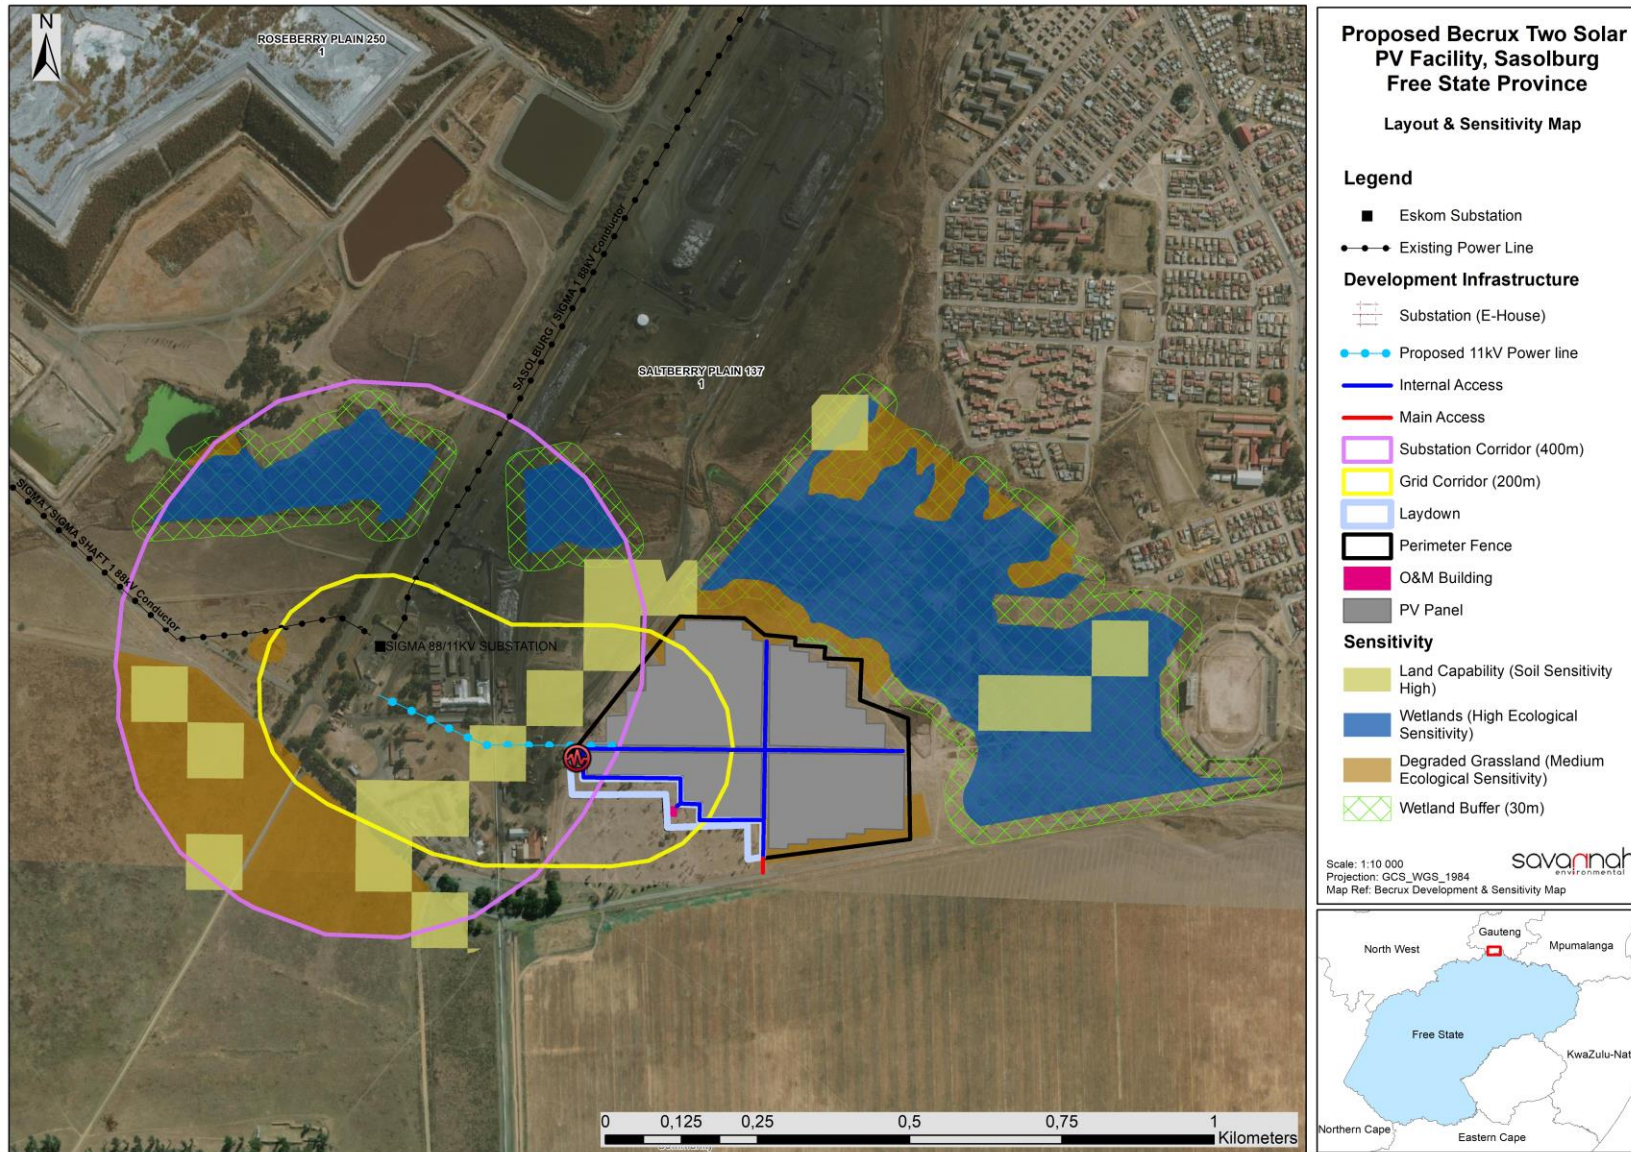 N
ROSEBERRY PLAIN 250
1
SASOLBURG / SIGMA 1 88kV Conductor
SALTBERRY PLAIN 137
1
SIGMA / SIGMA SHAFT 1 88kV Conductor
SIGMA 88/11KV SUBSTATION
0 0,125 0,25 0,5 0,75 1
Kilometers
Proposed Becrux Two Solar
PV Facility, Sasolburg
Free State Province
Layout & Sensitivity Map
Legend
Eskom Substation
Existing Power Line
Development Infrastructure
Substation (E-House)
Proposed 11kV Power line
Internal Access
Main Access
Substation Corridor (400m)
Grid Corridor (200m)
Laydown
Perimeter Fence
O&M Building
PV Panel
Sensitivity
Land Capability (Soil Sensitivity
High)
Wetlands (High Ecological
Sensitivity)
Degraded Grassland (Medium
Ecological Sensitivity)
Wetland Buffer (30m)
Scale: 1:10 000
Projection: GCS_WGS_1984
Map Ref: Becrux Development & Sensitivity Map
savannah
environmental
Gauteng
North West
Mpumalanga
Free State
KwaZulu-Nat
Northern Cape
Eastern Cape